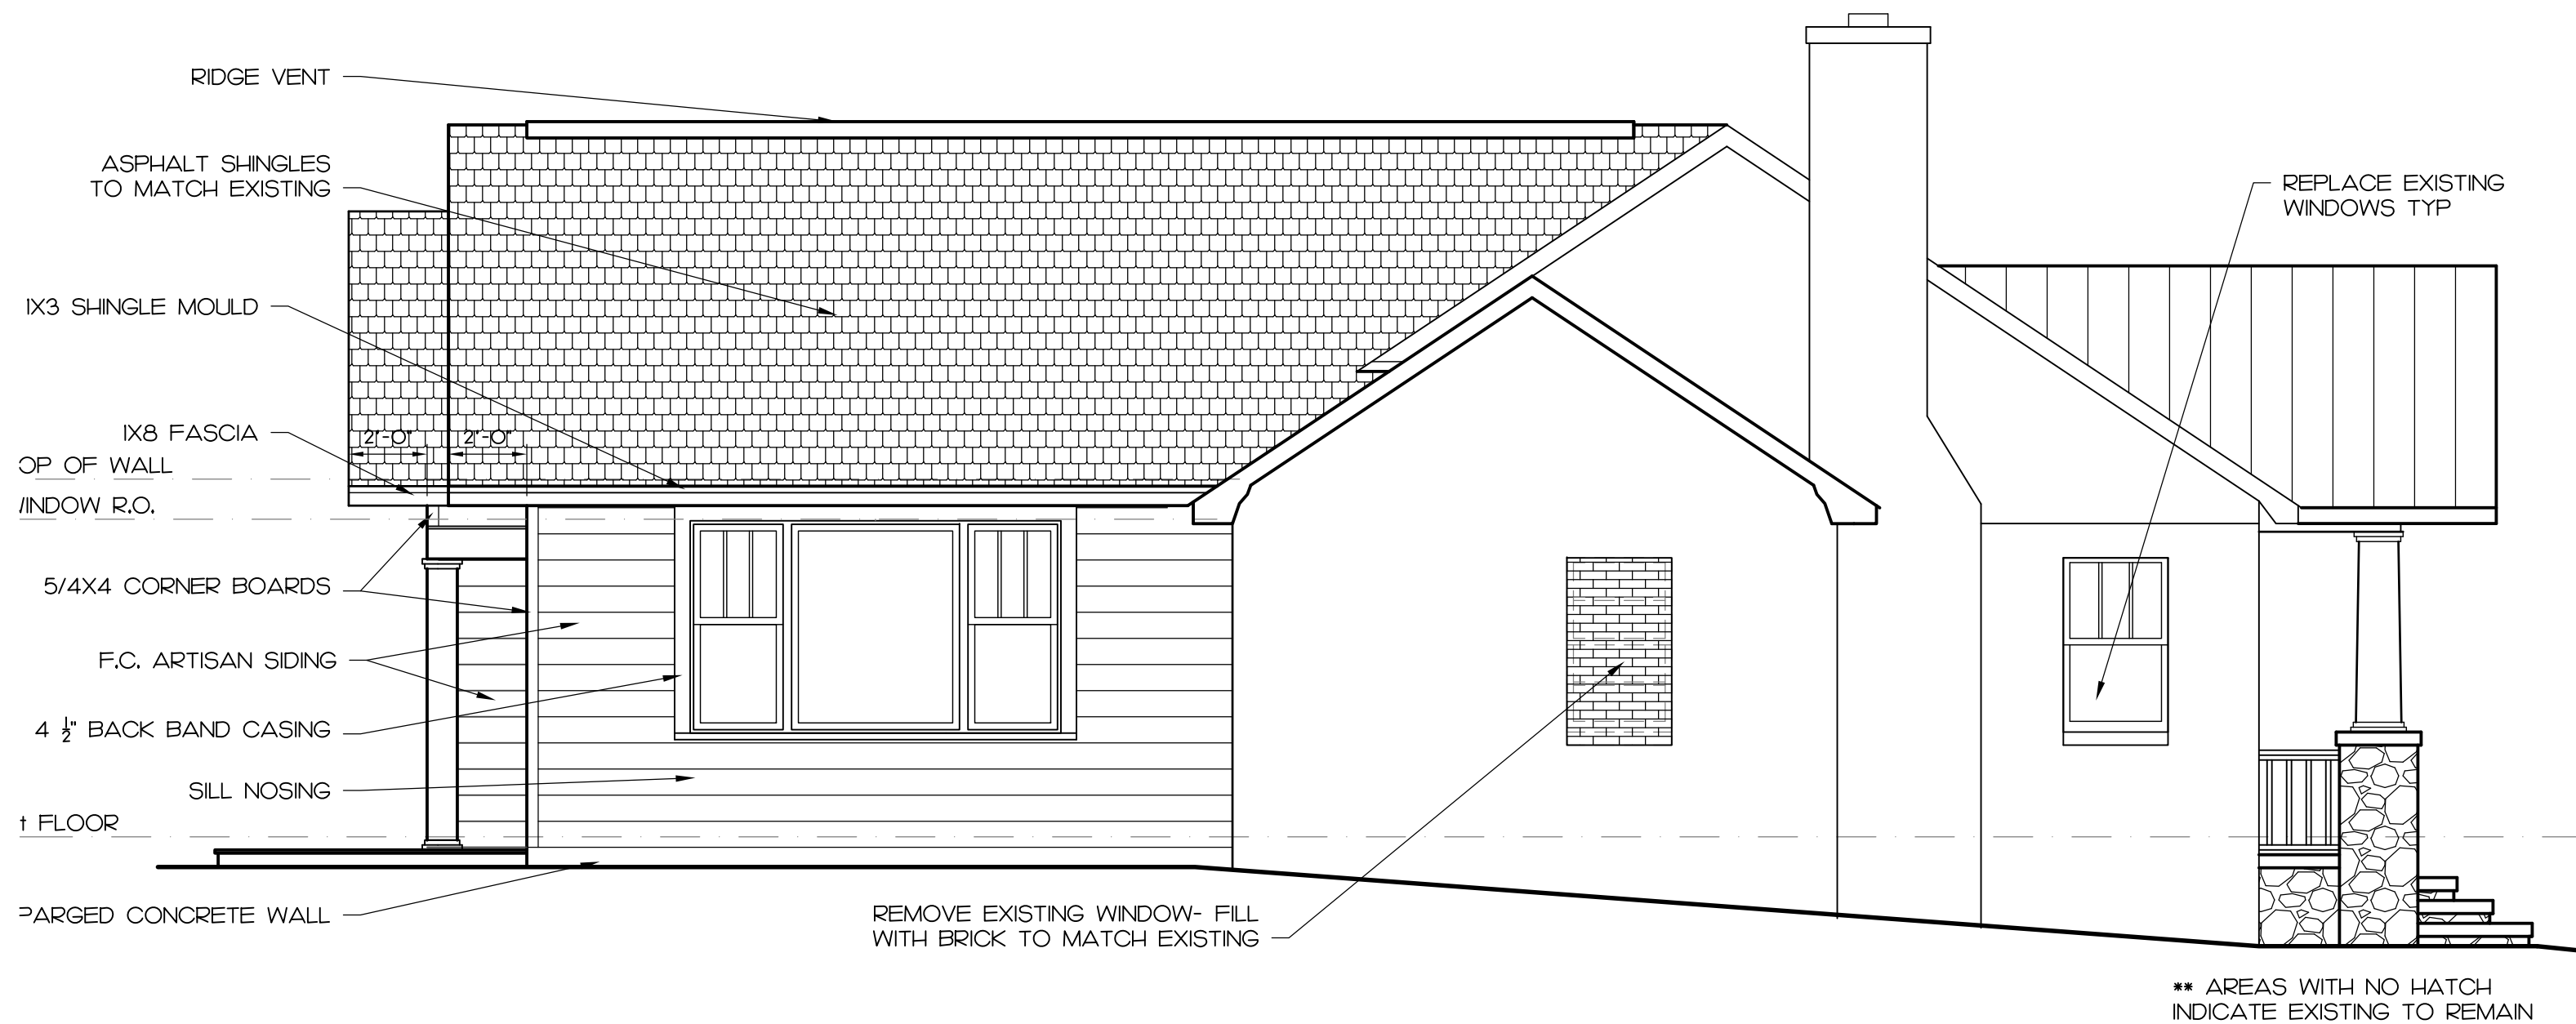 RIDGE VENT
ASPHALT SHINGLES
TO MATCH EXISTING
REPLACE EXISTING
WINDOWS TYP
1X3 SHINGLE MOULD
1X8 FASCIA
2'-0" 2'-0"
OP OF WALL
INDOW R.O.
5/4X4 CORNER BOARDS
F.C. ARTISAN SIDING
4 1/2" BACK BAND CASING
SILL NOSING
FLOOR
PARGED CONCRETE WALL
REMOVE EXISTING WINDOW- FILL
WITH BRICK TO MATCH EXISTING
** AREAS WITH NO HATCH
INDICATE EXISTING TO REMAIN